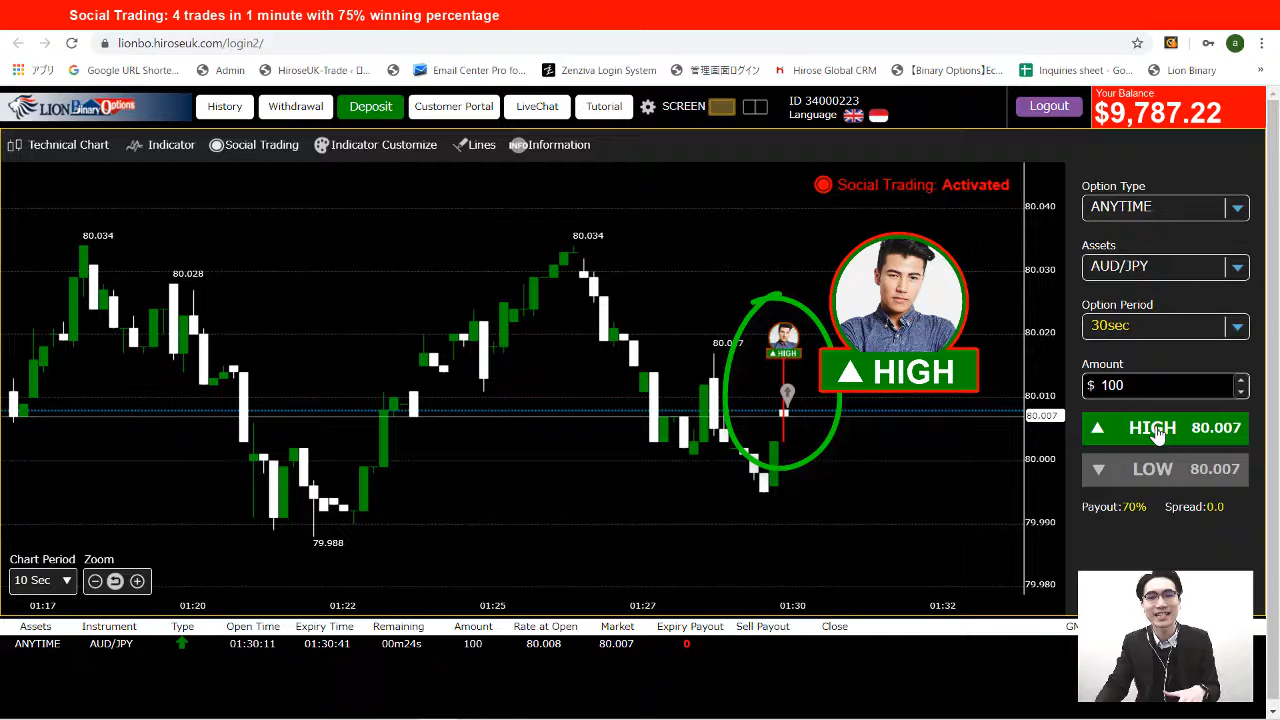 Social Trading: 4 trades in 1 minute with 75% winning percentage
lionbo.hiroseuk.com/login2/
a
アプリ Google URL Shorte... Admin HiroseUK-Trade ‹ ロ... Email Center Pro fo... Zenziva Login System 管理画面ログイン Hirose Global CRM 【Binary Options】Ec... Inquiries sheet - Go... Lion Binary »
LION Binary Options History Withdrawal Deposit Customer Portal LiveChat Tutorial SCREEN ID 34000223 Logout Your Balance
Language $9,787.22
Technical Chart Indicator Social Trading Indicator Customize Lines INFO Information
Social Trading: Activated
Option Type
ANYTIME
Assets
AUD/JPY
Option Period
30sec
Amount
$ 100
▲ HIGH 80.007
▼ LOW 80.007
Payout:70% Spread:0.0
80.040
80.030
80.020
80.010
80.007
80.000
79.990
79.980
80.034
80.028
80.034
79.988
▲ HIGH
▲ HIGH
Chart Period Zoom
10 Sec
01:17 01:20 01:22 01:25 01:27 01:30 01:32
Assets Instrument Type Open Time Expiry Time Remaining Amount Rate at Open Market Expiry Payout Sell Payout Close
ANYTIME AUD/JPY 01:30:11 01:30:41 00m24s 100 80.008 80.007 0